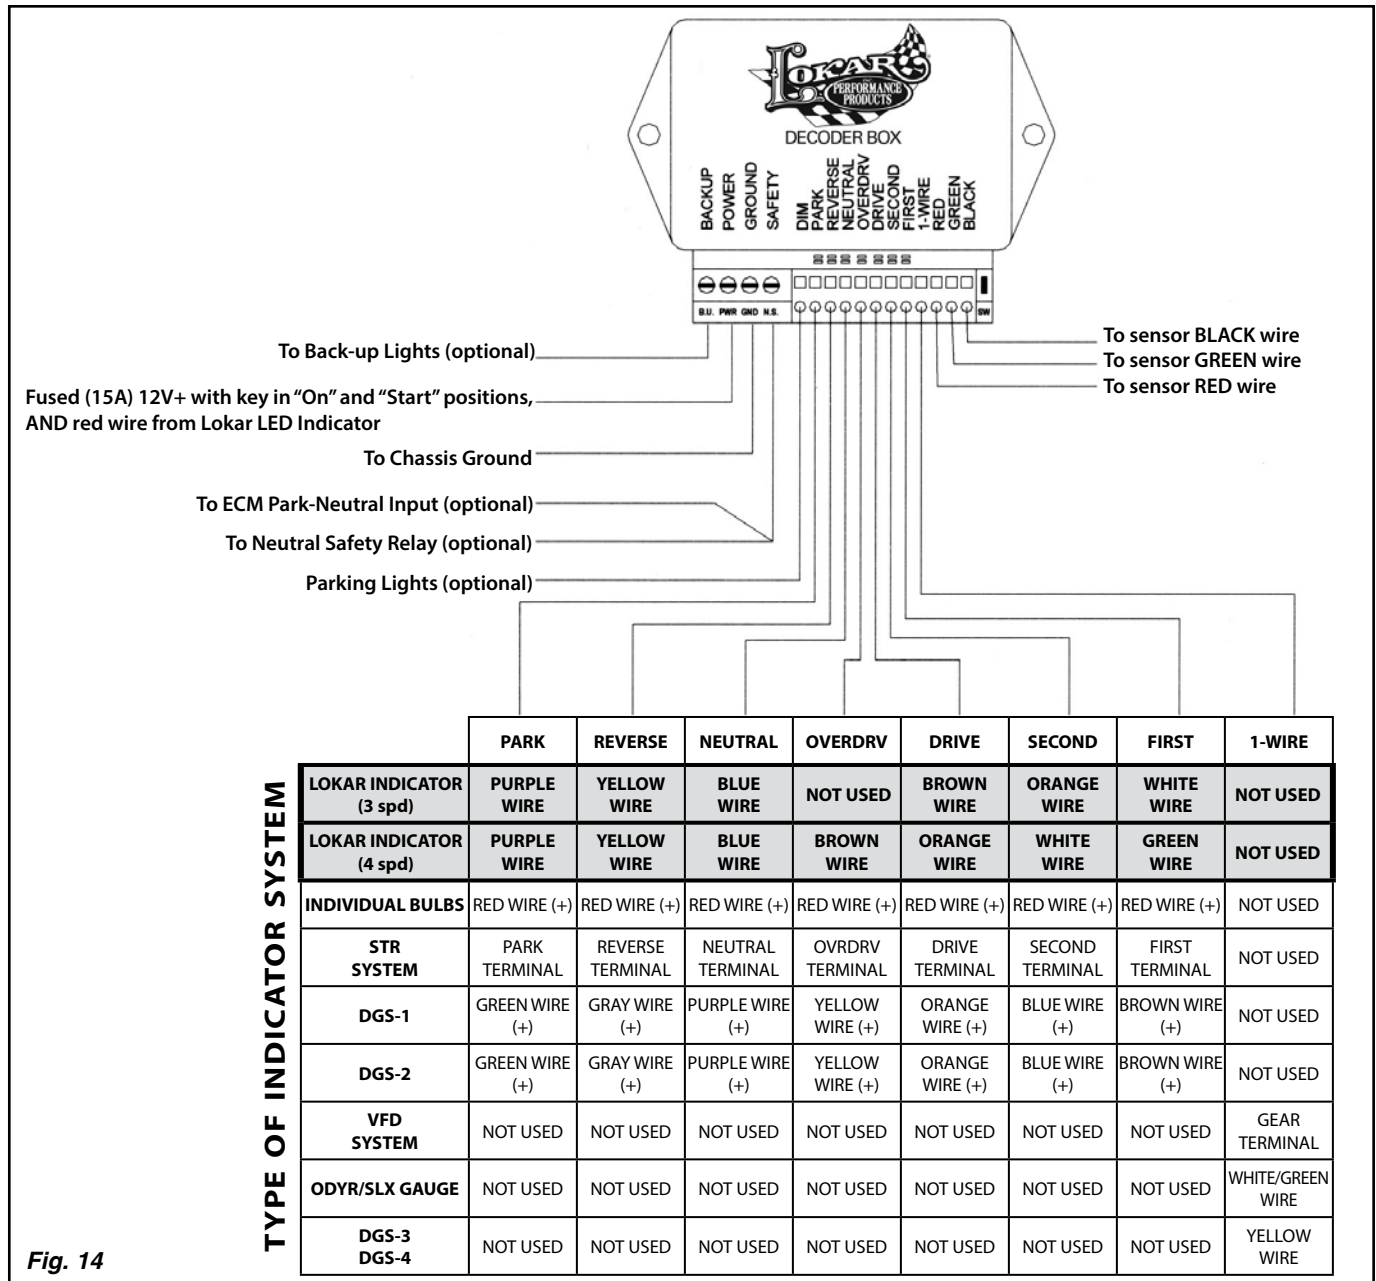 LOKAR
PERFORMANCE
PRODUCTS
DECODER BOX
BACKUP
POWER
GROUND
SAFETY
DIM
PARK
REVERSE
NEUTRAL
OVERDRV
DRIVE
SECOND
FIRST
1-WIRE
RED
GREEN
BLACK
B.U. PWR GND N.S. SW
To Back-up Lights (optional)
Fused (15A) 12V+ with key in “On” and “Start” positions,
AND red wire from Lokar LED Indicator
To Chassis Ground
To ECM Park-Neutral Input (optional)
To Neutral Safety Relay (optional)
Parking Lights (optional)
To sensor BLACK wire
To sensor GREEN wire
To sensor RED wire
TYPE OF INDICATOR SYSTEM
PARK REVERSE NEUTRAL OVERDRV DRIVE SECOND FIRST 1-WIRE
LOKAR INDICATOR PURPLE YELLOW BLUE NOT USED BROWN ORANGE WHITE NOT USED
(3 spd) WIRE WIRE WIRE WIRE WIRE WIRE
LOKAR INDICATOR PURPLE YELLOW BLUE BROWN ORANGE WHITE GREEN NOT USED
(4 spd) WIRE WIRE WIRE WIRE WIRE WIRE WIRE
INDIVIDUAL BULBS RED WIRE (+) RED WIRE (+) RED WIRE (+) RED WIRE (+) RED WIRE (+) RED WIRE (+) RED WIRE (+) NOT USED
STR PARK REVERSE NEUTRAL OVRDRV DRIVE SECOND FIRST NOT USED
SYSTEM TERMINAL TERMINAL TERMINAL TERMINAL TERMINAL TERMINAL TERMINAL
DGS-1 GREEN WIRE GRAY WIRE PURPLE WIRE YELLOW ORANGE BLUE WIRE BROWN WIRE NOT USED
(+) (+) (+) WIRE (+) WIRE (+) (+) (+)
DGS-2 GREEN WIRE GRAY WIRE PURPLE WIRE YELLOW ORANGE BLUE WIRE BROWN WIRE NOT USED
(+) (+) (+) WIRE (+) WIRE (+) (+) (+)
VFD NOT USED NOT USED NOT USED NOT USED NOT USED NOT USED NOT USED GEAR
SYSTEM TERMINAL
ODYR/SLX GAUGE NOT USED NOT USED NOT USED NOT USED NOT USED NOT USED NOT USED WHITE/GREEN
WIRE
DGS-3 NOT USED NOT USED NOT USED NOT USED NOT USED NOT USED NOT USED YELLOW
DGS-4 WIRE
Fig. 14